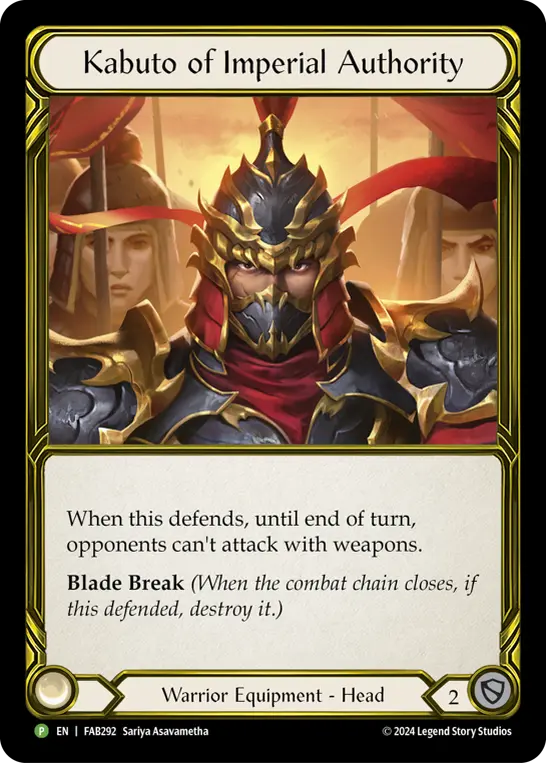 Kabuto of Imperial Authority
When this defends, until end of turn,
opponents can't attack with weapons.
Blade Break (When the combat chain closes, if
this defended, destroy it.)
Warrior Equipment - Head
2
P EN | FAB292 Sariya Asavametha
© 2024 Legend Story Studios